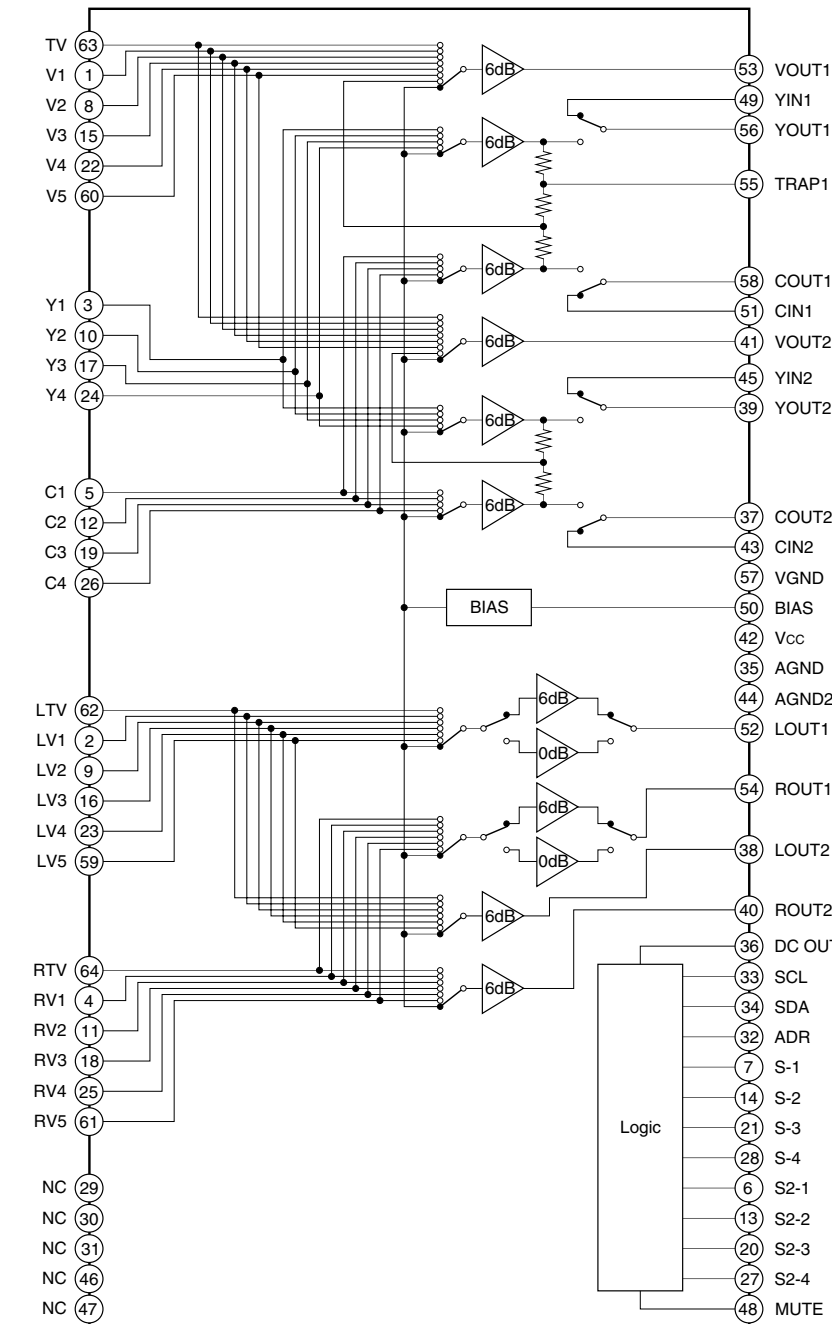 TV 63
V1 1
V2 8
V3 15
V4 22
V5 60
Y1 3
Y2 10
Y3 17
Y4 24
C1 5
C2 12
C3 19
C4 26
LTV 62
LV1 2
LV2 9
LV3 16
LV4 23
LV5 59
RTV 64
RV1 4
RV2 11
RV3 18
RV4 25
RV5 61
NC 29
NC 30
NC 31
NC 46
NC 47
6dB
6dB
6dB
6dB
6dB
6dB
BIAS
6dB
0dB
6dB
0dB
6dB
6dB
Logic
53 VOUT1
49 YIN1
56 YOUT1
55 TRAP1
58 COUT1
51 CIN1
41 VOUT2
45 YIN2
39 YOUT2
37 COUT2
43 CIN2
57 VGND
50 BIAS
42 Vcc
35 AGND
44 AGND2
52 LOUT1
54 ROUT1
38 LOUT2
40 ROUT2
36 DC OUT
33 SCL
34 SDA
32 ADR
7 S-1
14 S-2
21 S-3
28 S-4
6 S2-1
13 S2-2
20 S2-3
27 S2-4
48 MUTE